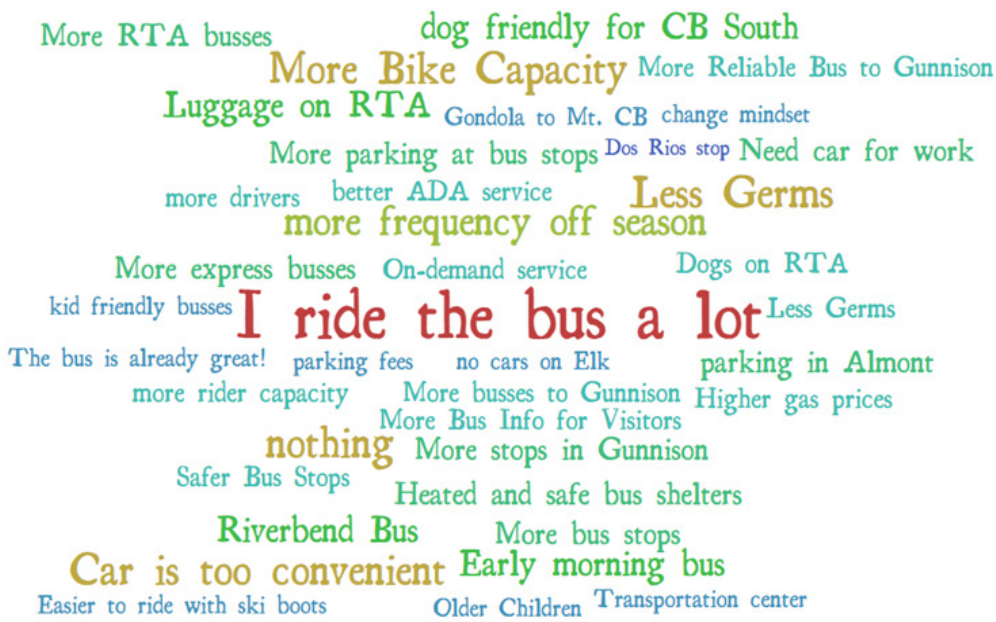 More RTA busses
dog friendly for CB South
More Bike Capacity
More Reliable Bus to Gunnison
Luggage on RTA
Gondola to Mt. CB
change mindset
More parking at bus stops
Dos Rios stop
Need car for work
more drivers
better ADA service
Less Germs
more frequency off season
More express busses
On-demand service
Dogs on RTA
kid friendly busses
I ride the bus a lot
Less Germs
The bus is already great!
parking fees
no cars on Elk
parking in Almont
more rider capacity
More busses to Gunnison
Higher gas prices
More Bus Info for Visitors
nothing
More stops in Gunnison
Safer Bus Stops
Heated and safe bus shelters
Riverbend Bus
More bus stops
Car is too convenient
Early morning bus
Easier to ride with ski boots
Older Children
Transportation center